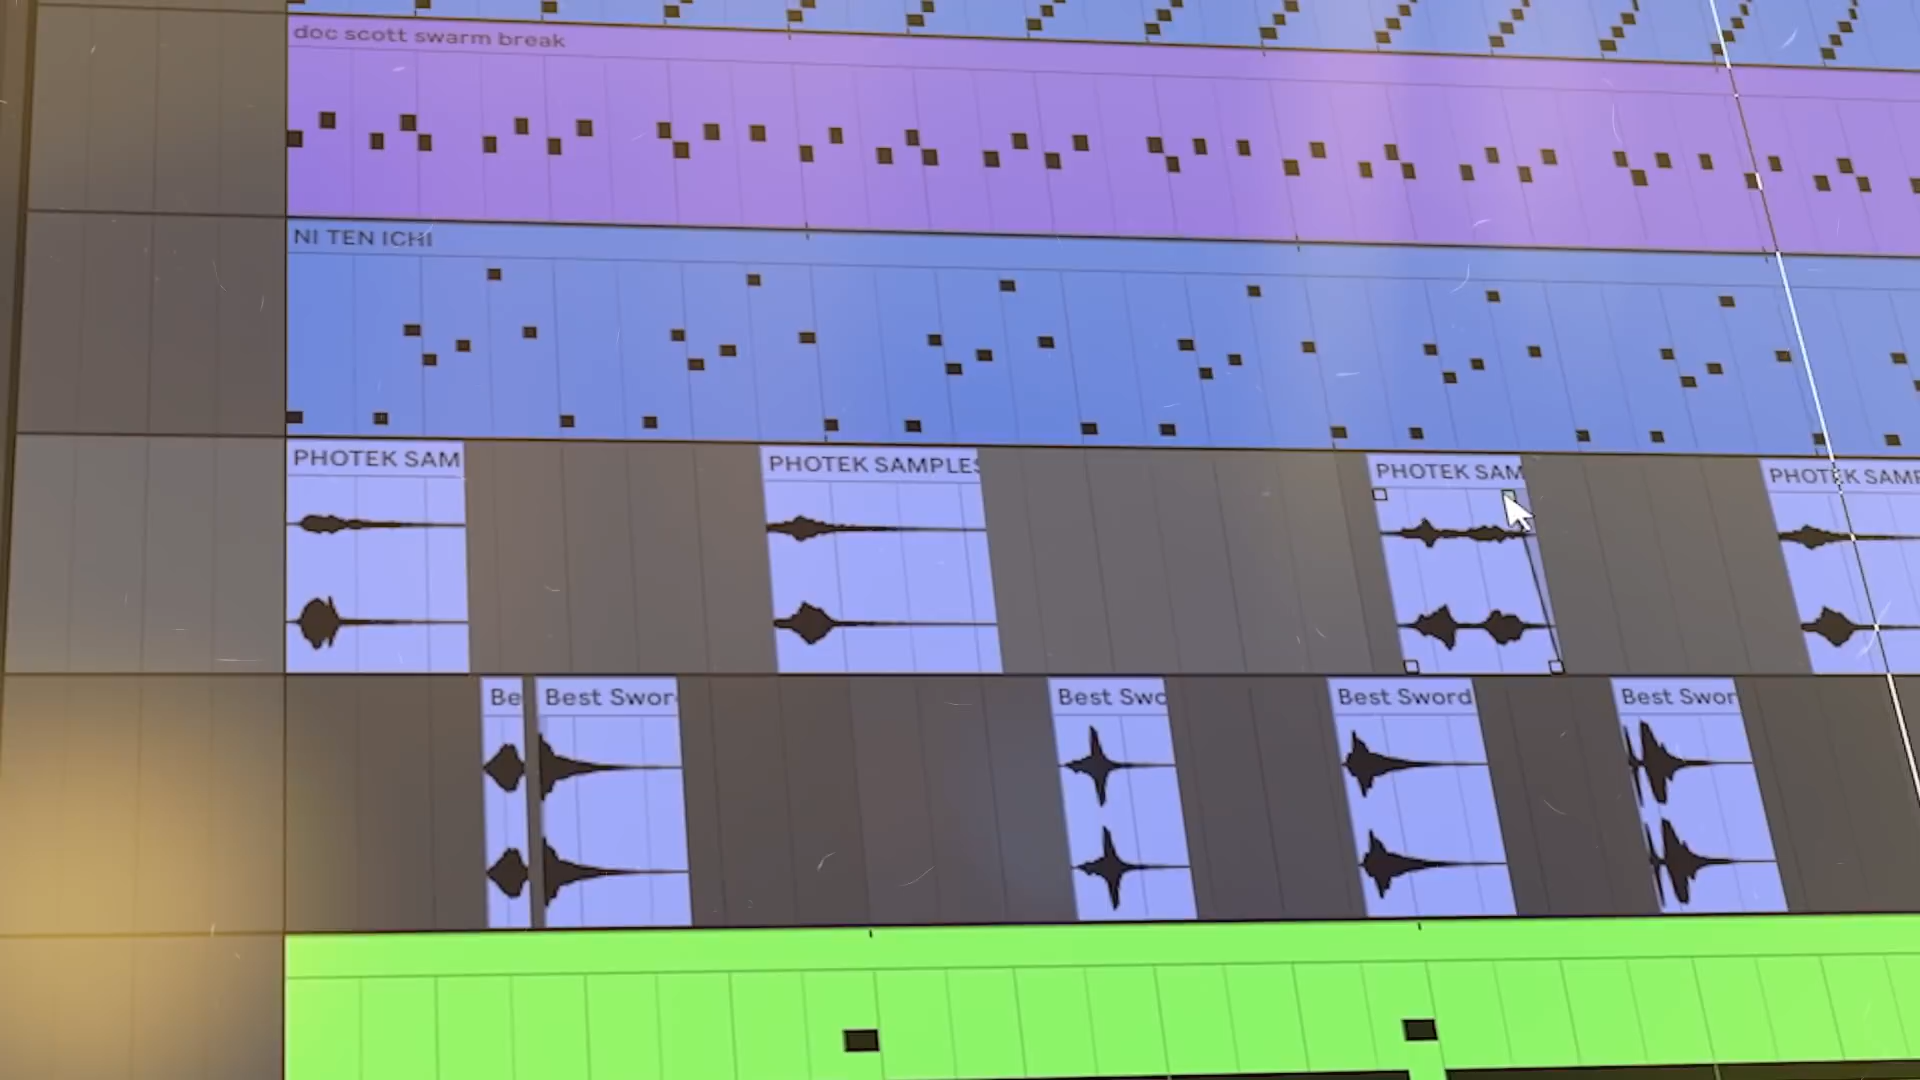 doc scott swarm break
NI TEN ICHI
PHOTEK SAM
PHOTEK SAMPLES
PHOTEK SAM
PHOTEK SAMP
Be
Best Swor
Best Swo
Best Sword
Best Swor